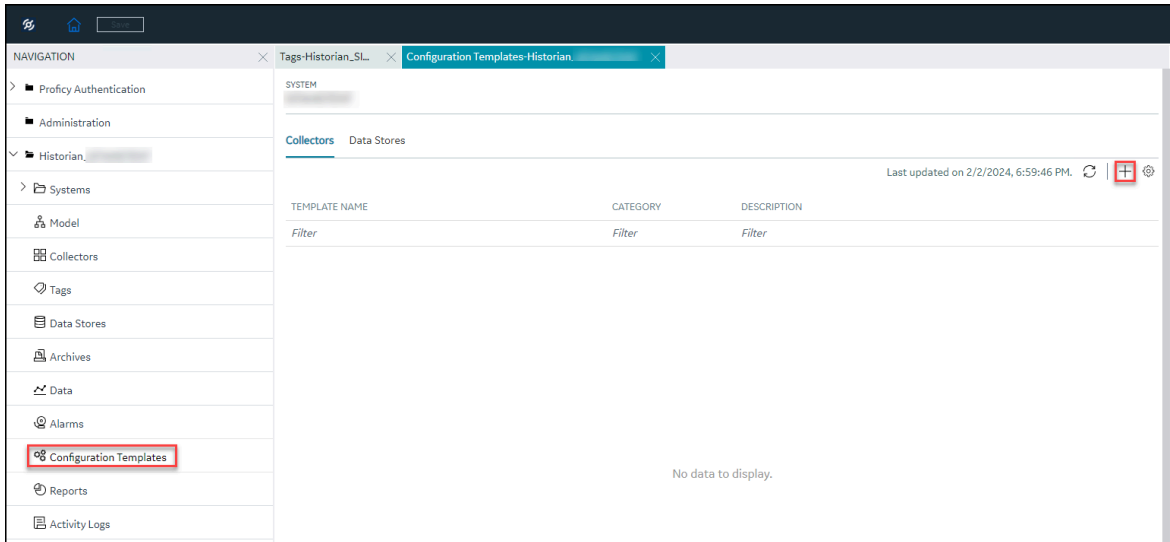 Save
NAVIGATION
Tags-Historian_SI...
Configuration Templates-Historian_
Proficy Authentication
Administration
Historian_
Systems
Model
Collectors
Tags
Data Stores
Archives
Data
Alarms
Configuration Templates
Reports
Activity Logs
SYSTEM
Collectors Data Stores
Last updated on 2/2/2024, 6:59:46 PM.
TEMPLATE NAME CATEGORY DESCRIPTION
Filter Filter Filter
No data to display.